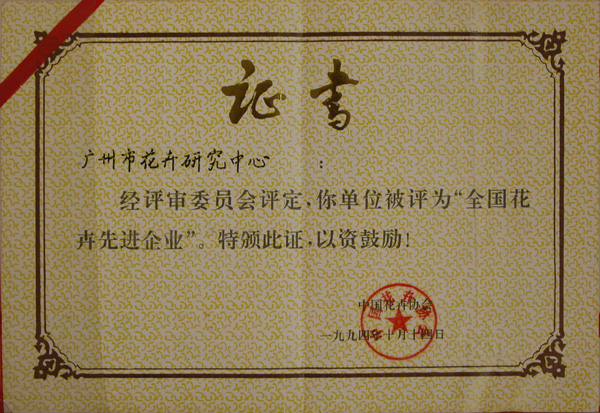 证书
广州市花卉研究中心：
经评审委员会评定，你单位被评为“全国花
卉先进企业”。特颁此证，以资鼓励！
中国花卉协会
一九九四年十月十四日